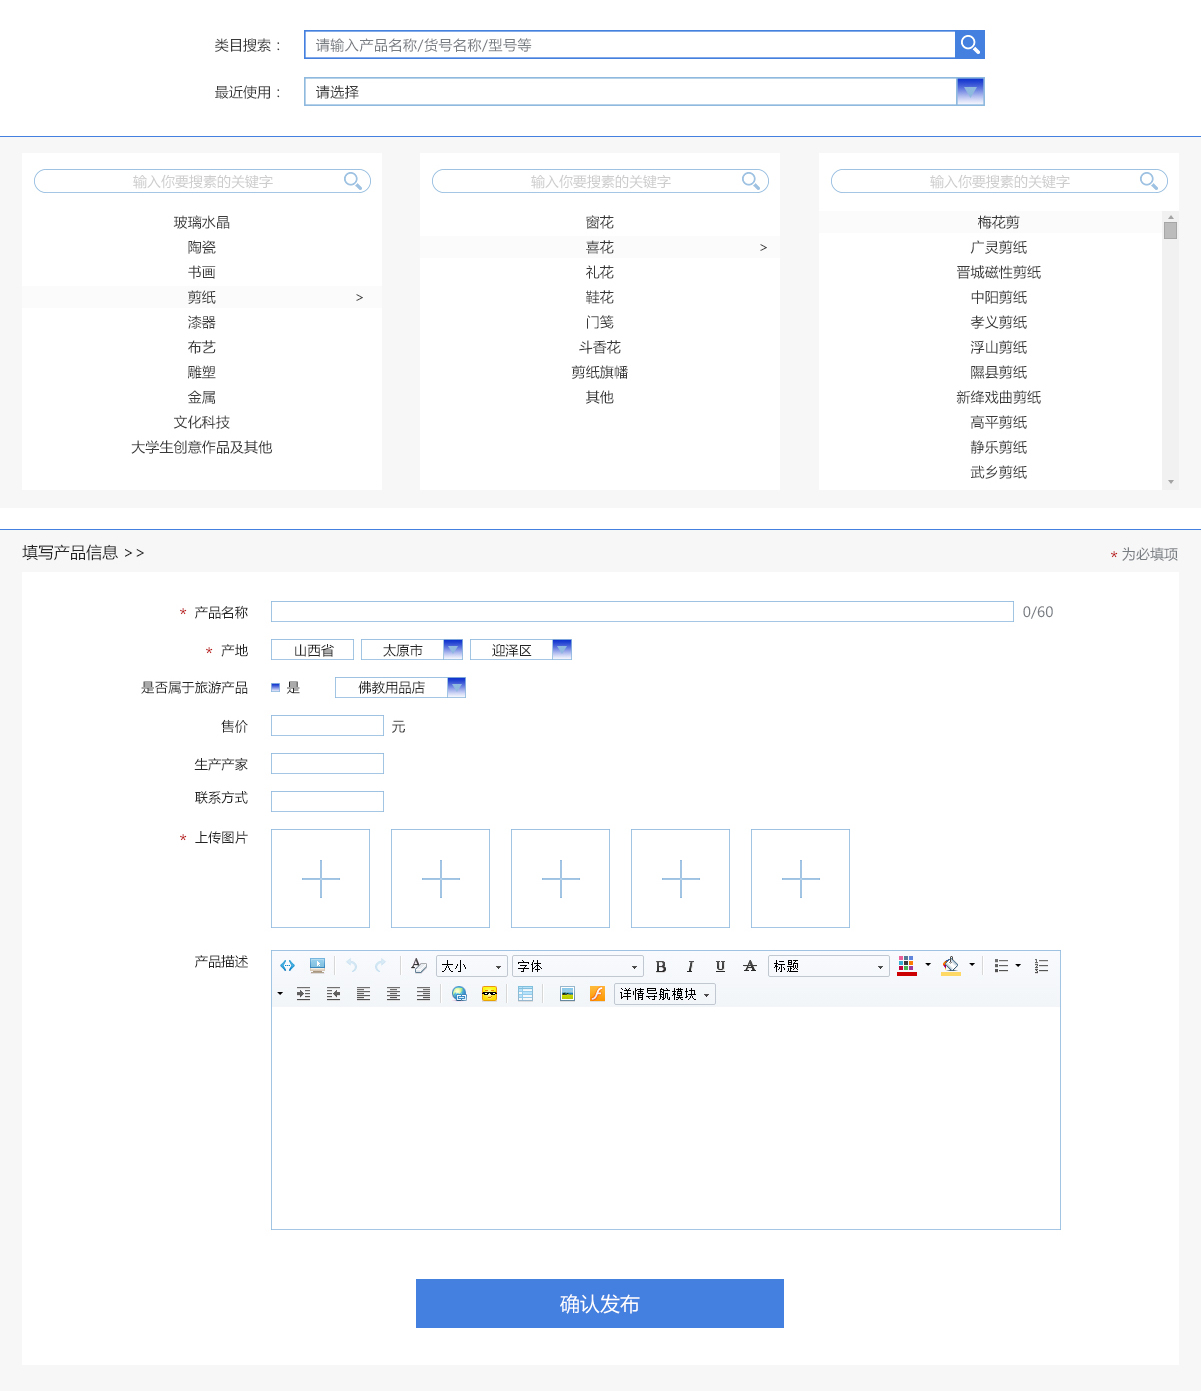 类目搜索： 请输入产品名称/货号名称/型号等
最近使用： 请选择
输入你要搜素的关键字
玻璃水晶
陶瓷
书画
剪纸 >
漆器
布艺
雕塑
金属
文化科技
大学生创意作品及其他
输入你要搜素的关键字
窗花
喜花 >
礼花
鞋花
门笺
斗香花
剪纸旗幡
其他
输入你要搜素的关键字
梅花剪
广灵剪纸
晋城磁性剪纸
中阳剪纸
孝义剪纸
浮山剪纸
隰县剪纸
新绛戏曲剪纸
高平剪纸
静乐剪纸
武乡剪纸
填写产品信息 >>
* 为必填项
* 产品名称 0/60
* 产地 山西省 太原市 迎泽区
是否属于旅游产品 是 佛教用品店
售价 元
生产产家
联系方式
* 上传图片
产品描述
大小 字体 B I U A 标题
详情导航模块
确认发布